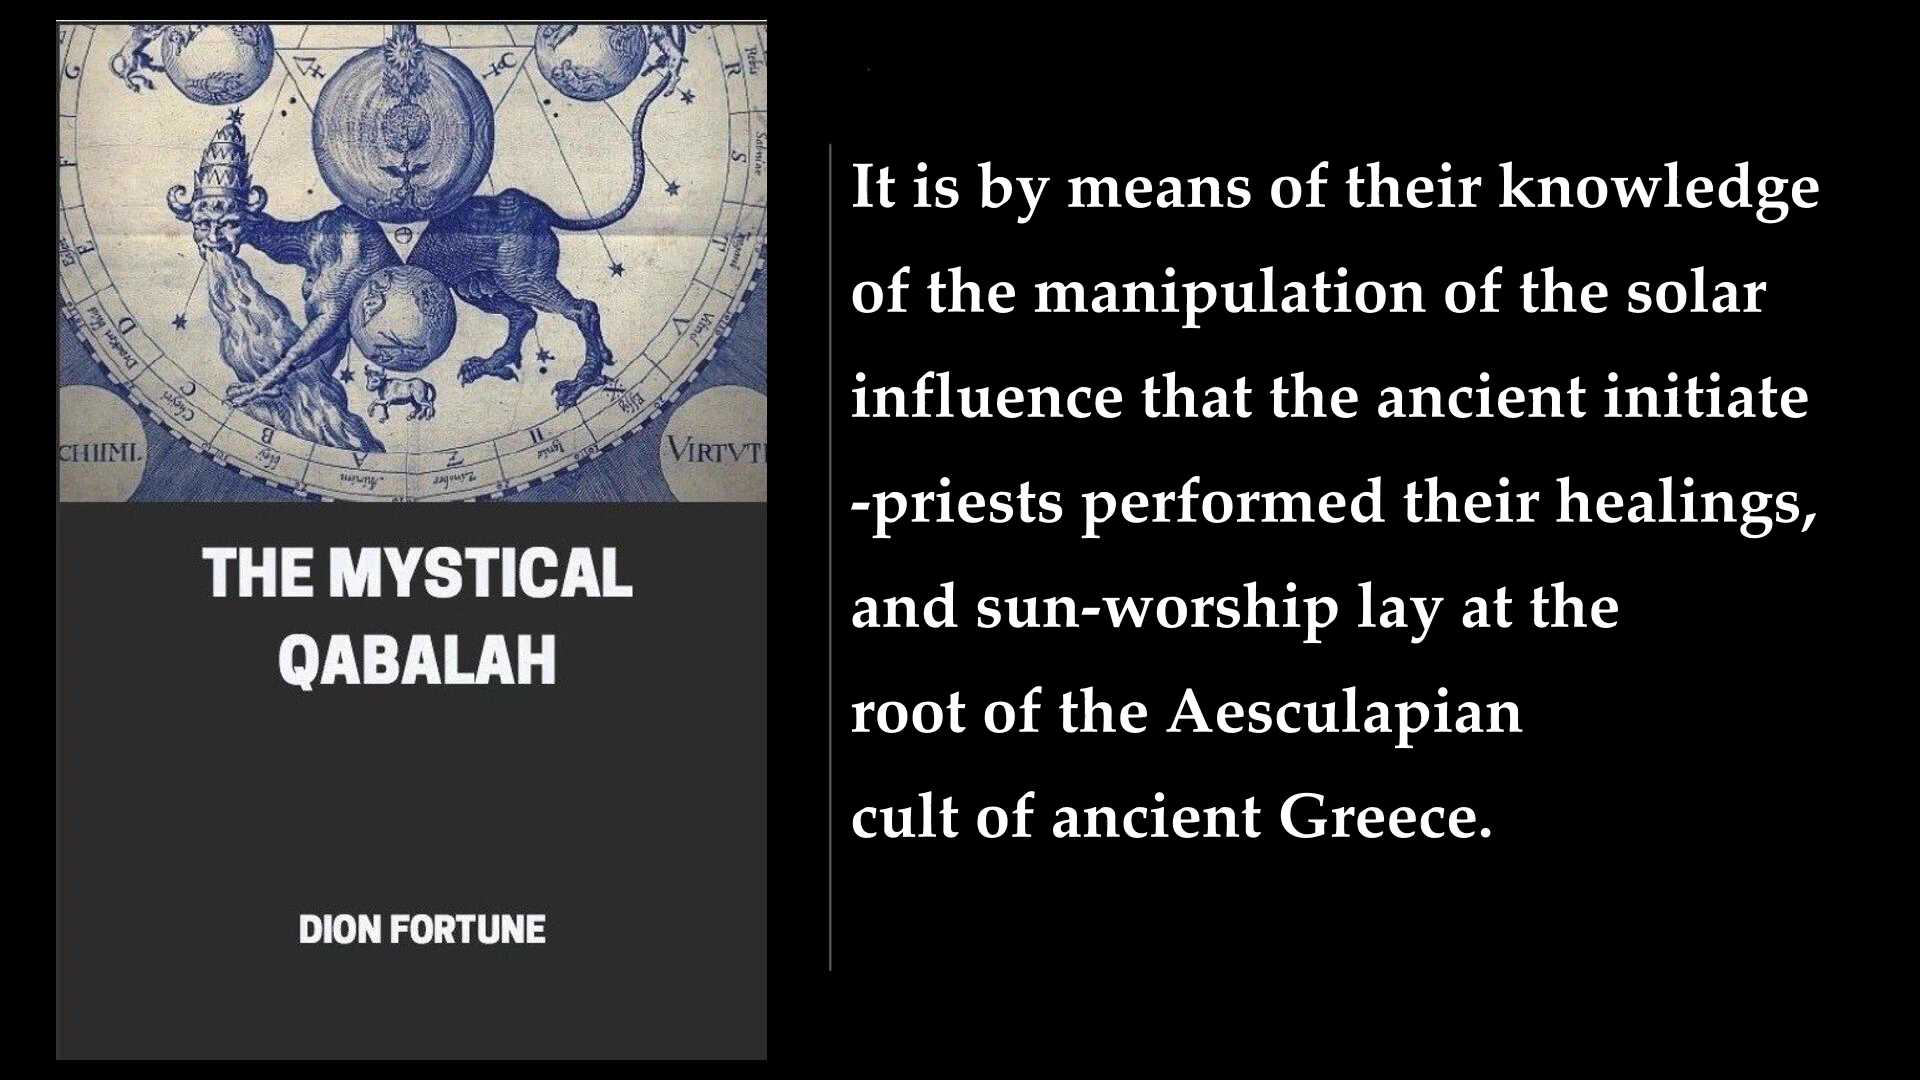 CHIIMI.
VIRTVTI
THE MYSTICAL
QABALAH
DION FORTUNE
It is by means of their knowledge
of the manipulation of the solar
influence that the ancient initiate
-priests performed their healings,
and sun-worship lay at the
root of the Aesculapian
cult of ancient Greece.